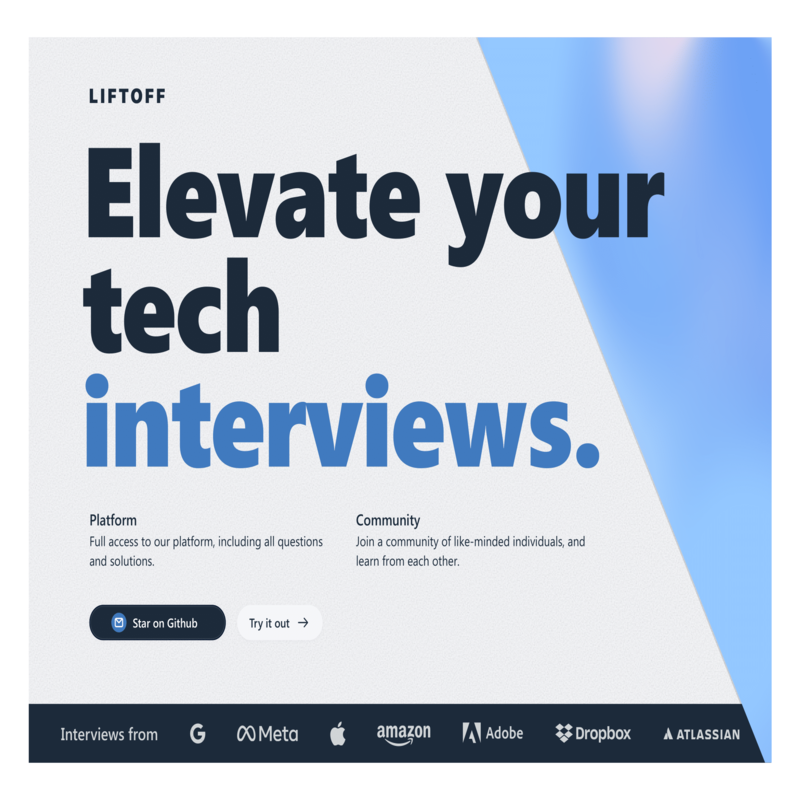 LIFTOFF
Elevate your
tech
interviews.
Platform
Full access to our platform, including all questions
and solutions.
Community
Join a community of like-minded individuals, and
learn from each other.
Star on Github
Try it out →
Interviews from G Meta amazon Adobe Dropbox ATLASSIAN